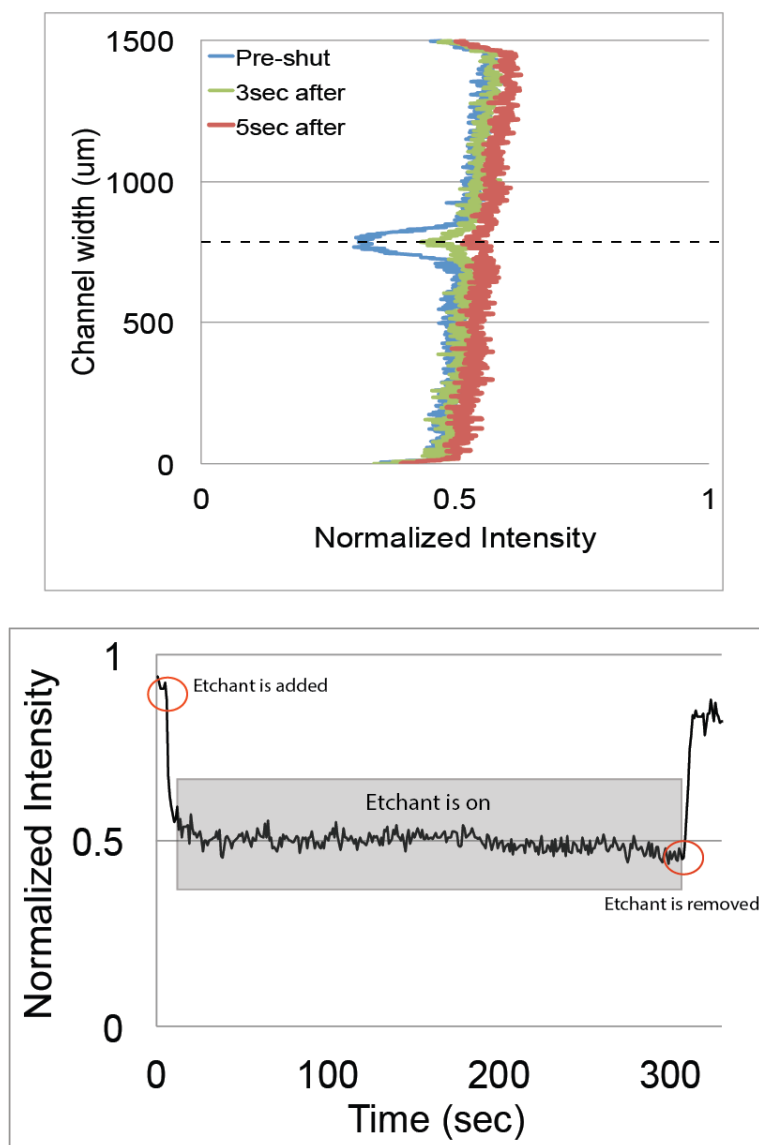 1500
Pre-shut
3sec after
5sec after
1000
500
0
Channel width (um)
0
0.5
1
Normalized Intensity
1
Etchant is added
Etchant is on
0.5
Etchant is removed
0
Normalized Intensity
0
100
200
300
Time (sec)